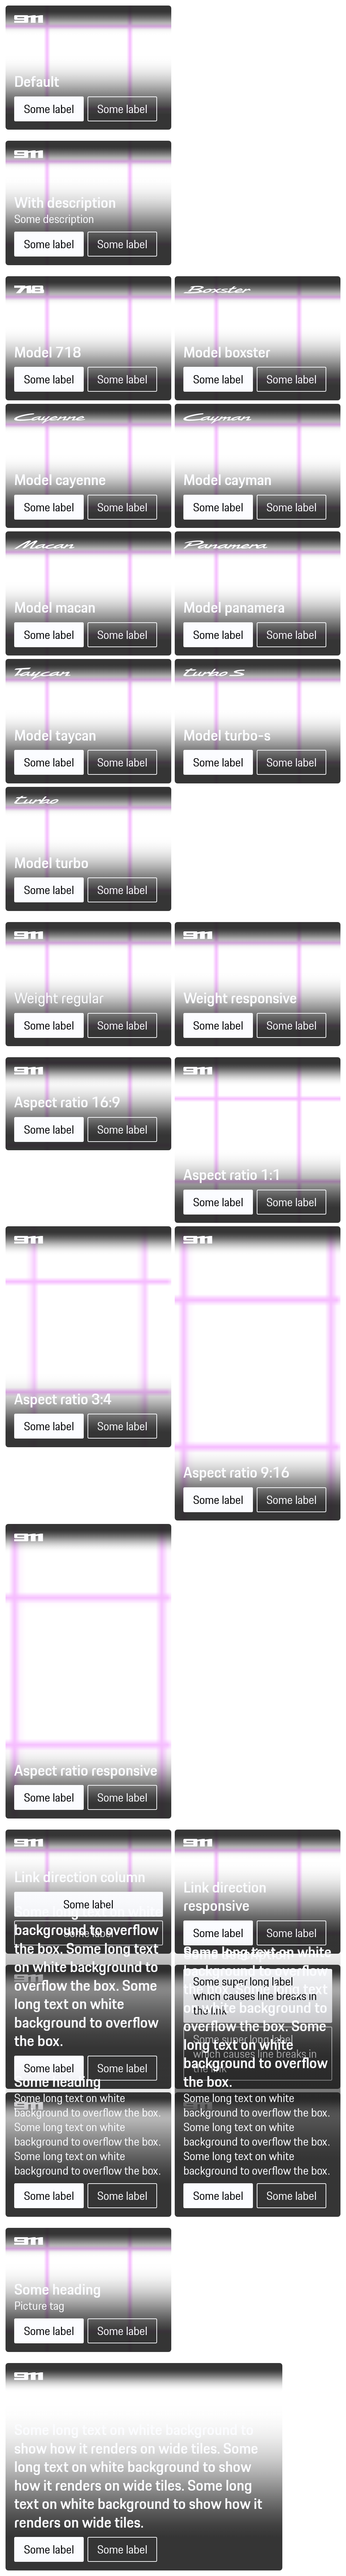 911
Default
Some label Some label
911
With description
Some description
Some label Some label
718
Model 718
Some label Some label
Boxster
Model boxster
Some label Some label
Cayenne
Model cayenne
Some label Some label
Cayman
Model cayman
Some label Some label
Macan
Model macan
Some label Some label
Panamera
Model panamera
Some label Some label
Taycan
Model taycan
Some label Some label
turbo S
Model turbo-s
Some label Some label
turbo
Model turbo
Some label Some label
911
Weight regular
Some label Some label
911
Weight responsive
Some label Some label
911
Aspect ratio 16:9
Some label Some label
911
Aspect ratio 1:1
Some label Some label
911
Aspect ratio 3:4
Some label Some label
911
Aspect ratio 9:16
Some label Some label
911
Aspect ratio responsive
Some label Some label
911
Link direction column
Some label
Some long text on white
background to overflow
the box. Some long text
on white background to
overflow the box. Some
long text on white
background to overflow
the box.
Some label Some label
911
Link direction
responsive
Some label Some label
Some long text on white
background to overflow
Some super long label
which causes line breaks in
the link
Some super long label
which causes line breaks in
the link
overflow the box. Some
long text on white
background to overflow
the box.
Some heading
Some long text on white
background to overflow the box.
Some long text on white
background to overflow the box.
Some long text on white
background to overflow the box.
Some label Some label
Some long text on white
background to overflow the box.
Some long text on white
background to overflow the box.
Some long text on white
background to overflow the box.
Some label Some label
911
Some heading
Picture tag
Some label Some label
911
Some long text on white background to
show how it renders on wide tiles. Some
long text on white background to show
how it renders on wide tiles. Some long
text on white background to show how it
renders on wide tiles.
Some label Some label